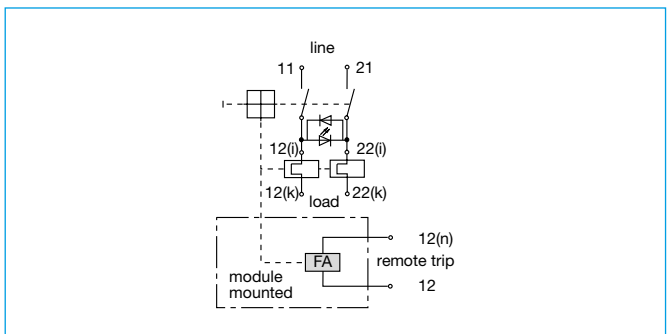 line
11 21
12(i) 22(i)
12(k) load 22(k)
12(n)
FA remote trip
module
mounted
12